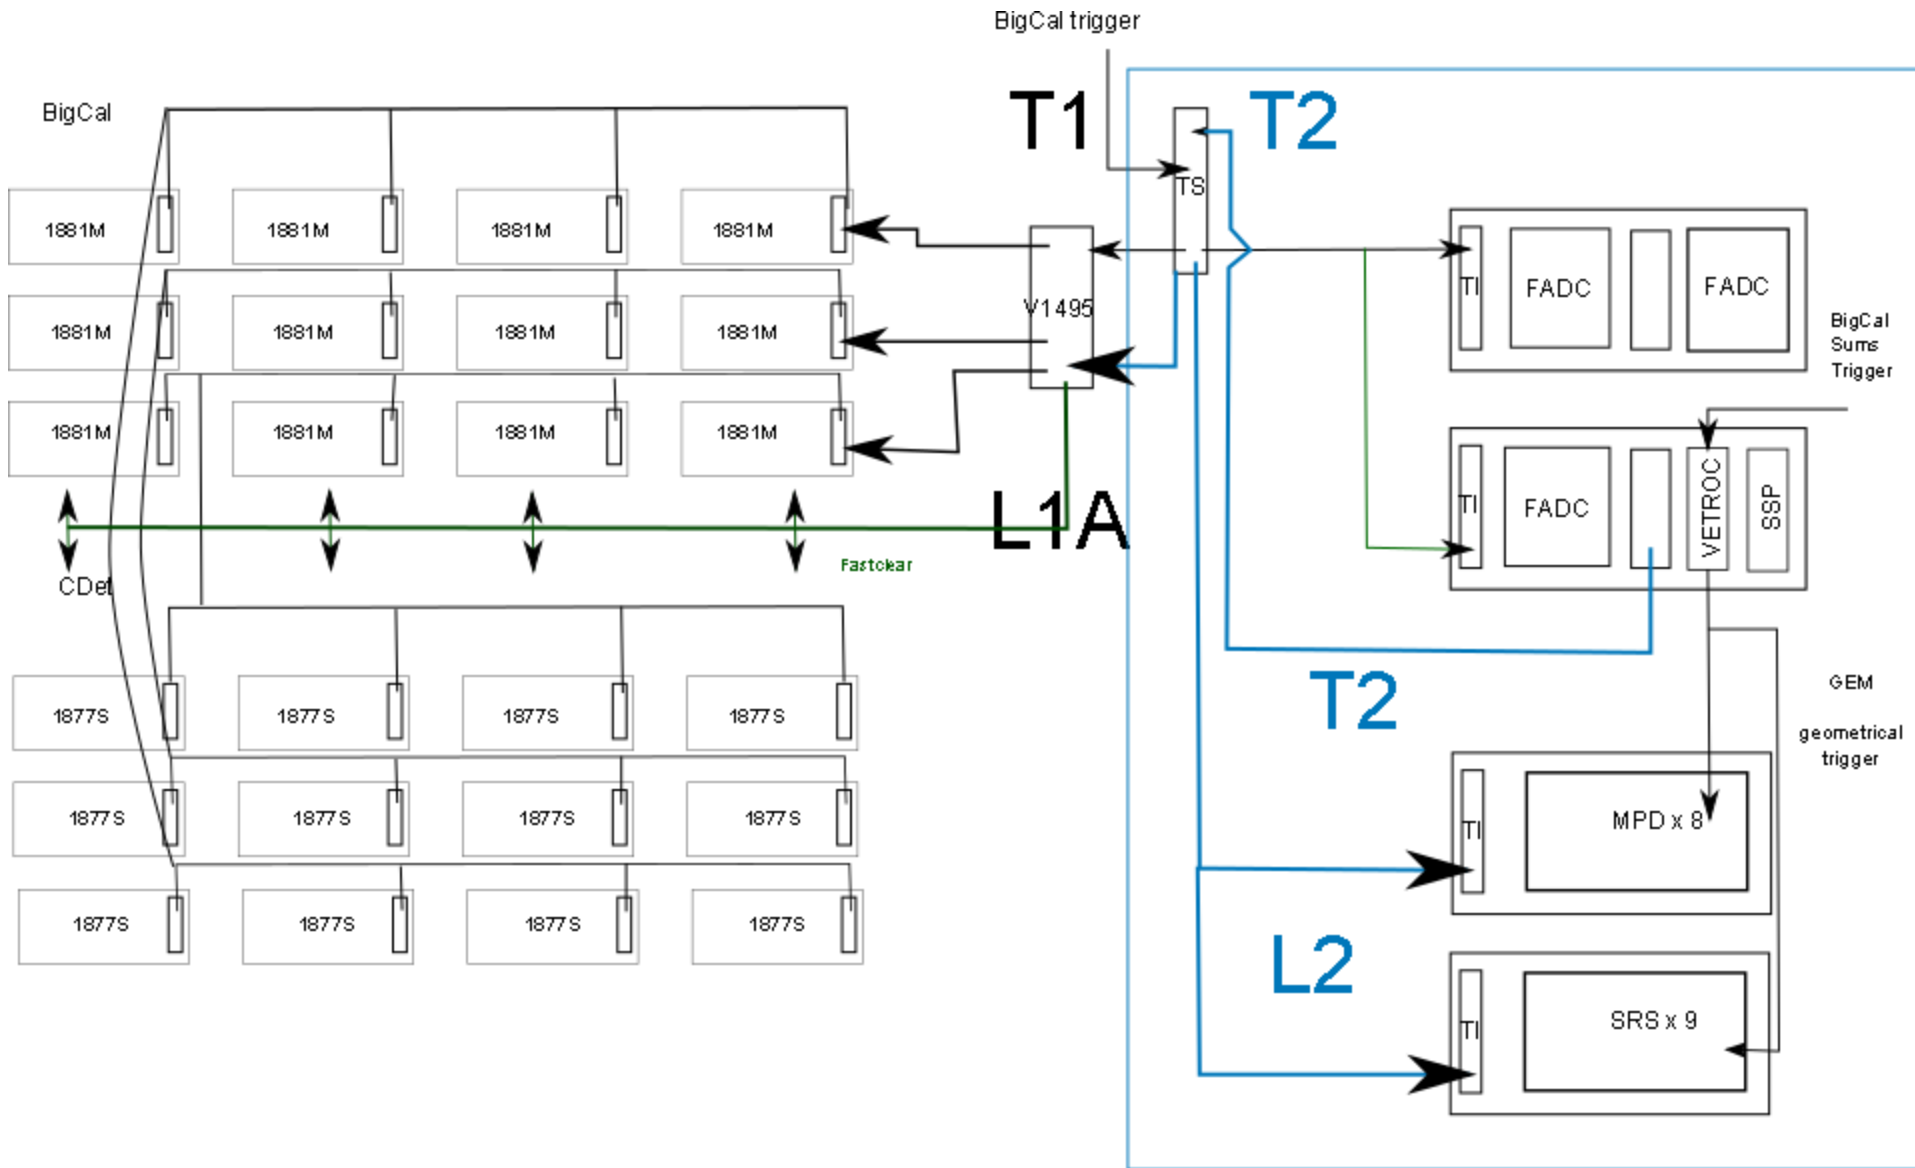 BigCal trigger
T1
T2
BigCal
TS
1881M
1881M
1881M
1881M
TI
FADC
FADC
V1495
1881M
1881M
1881M
1881M
BigCal
Sums
Trigger
1881M
1881M
1881M
1881M
TI
FADC
VETROC
SSP
L1A
Fastclear
CDet
T2
GEM
geometrical
trigger
1877S
1877S
1877S
1877S
1877S
1877S
1877S
1877S
TI
MPD x 8
1877S
1877S
1877S
1877S
L2
TI
SRS x 9